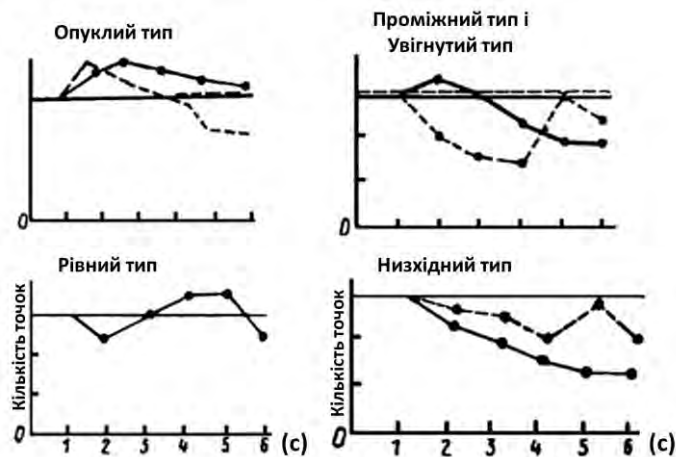 Опуклий тип
0
Проміжний тип і
Увігнутий тип
0
Рівний тип
Кількість точок
0
1 2 3 4 5 6 (с)
Низхідний тип
Кількість точок
0
1 2 3 4 5 6 (с)